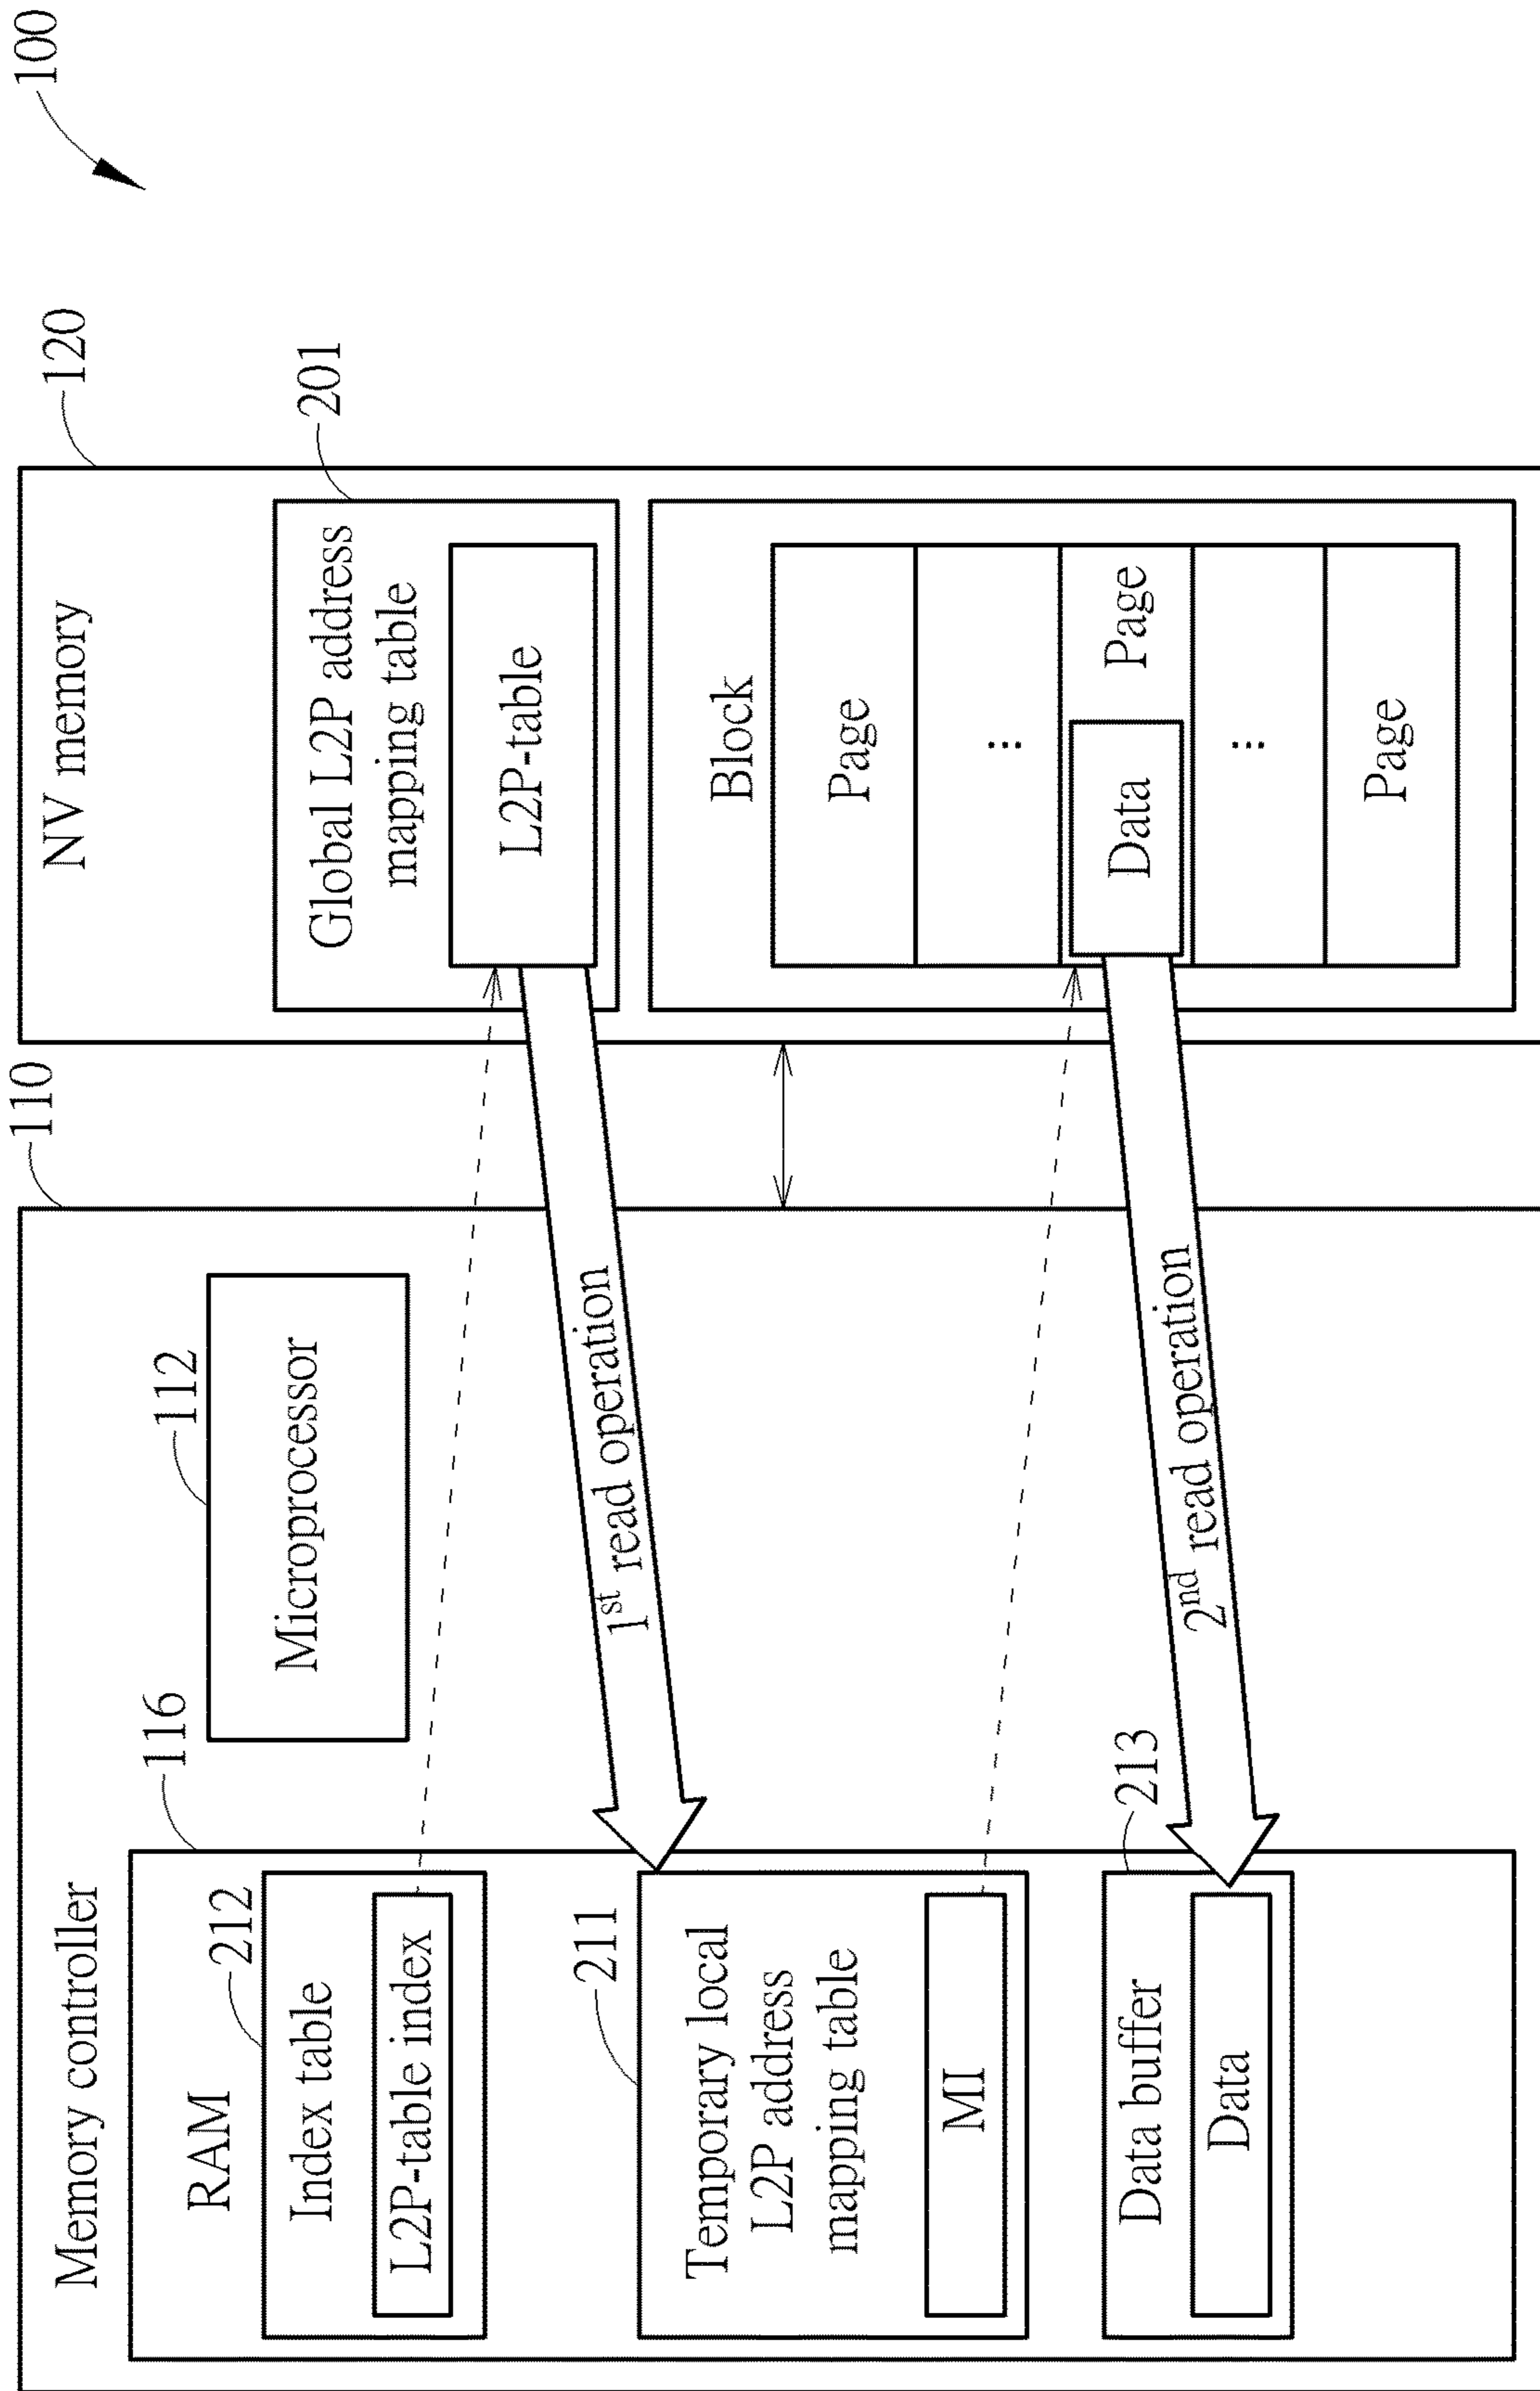 100
Memory controller
110
NV memory
120
RAM
116
Microprocessor
112
Index table
212
L2P-table index
Global L2P address
mapping table
201
L2P-table
1st read operation
Temporary local
L2P address
mapping table
211
MI
Block
Page
⋮
Data
Page
⋮
Page
2nd read operation
Data buffer
213
Data